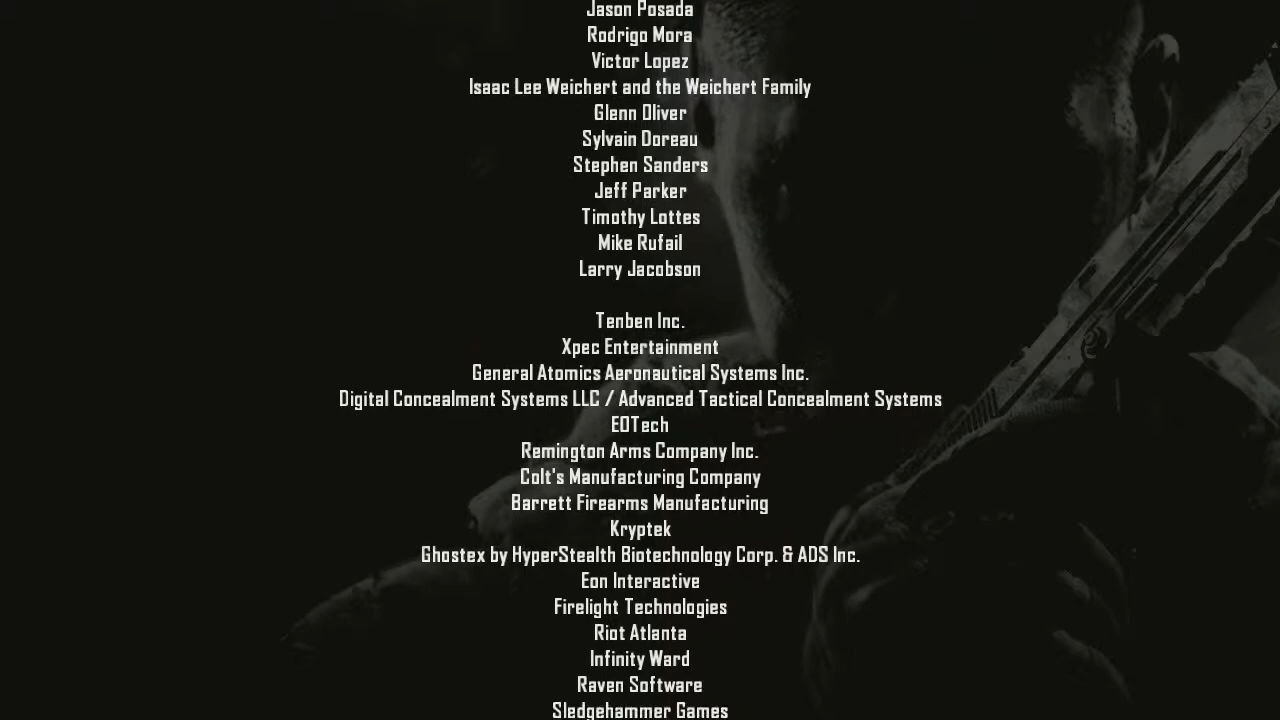 Jason Posada
Rodrigo Mora
Victor Lopez
Isaac Lee Weichert and the Weichert Family
Glenn Oliver
Sylvain Doreau
Stephen Sanders
Jeff Parker
Timothy Lottes
Mike Rufail
Larry Jacobson
Tenben Inc.
Xpec Entertainment
General Atomics Aeronautical Systems Inc.
Digital Concealment Systems LLC / Advanced Tactical Concealment Systems
EOTech
Remington Arms Company Inc.
Colt's Manufacturing Company
Barrett Firearms Manufacturing
Kryptek
Ghostex by HyperStealth Biotechnology Corp. & ADS Inc.
Eon Interactive
Firelight Technologies
Riot Atlanta
Infinity Ward
Raven Software
Sledgehammer Games